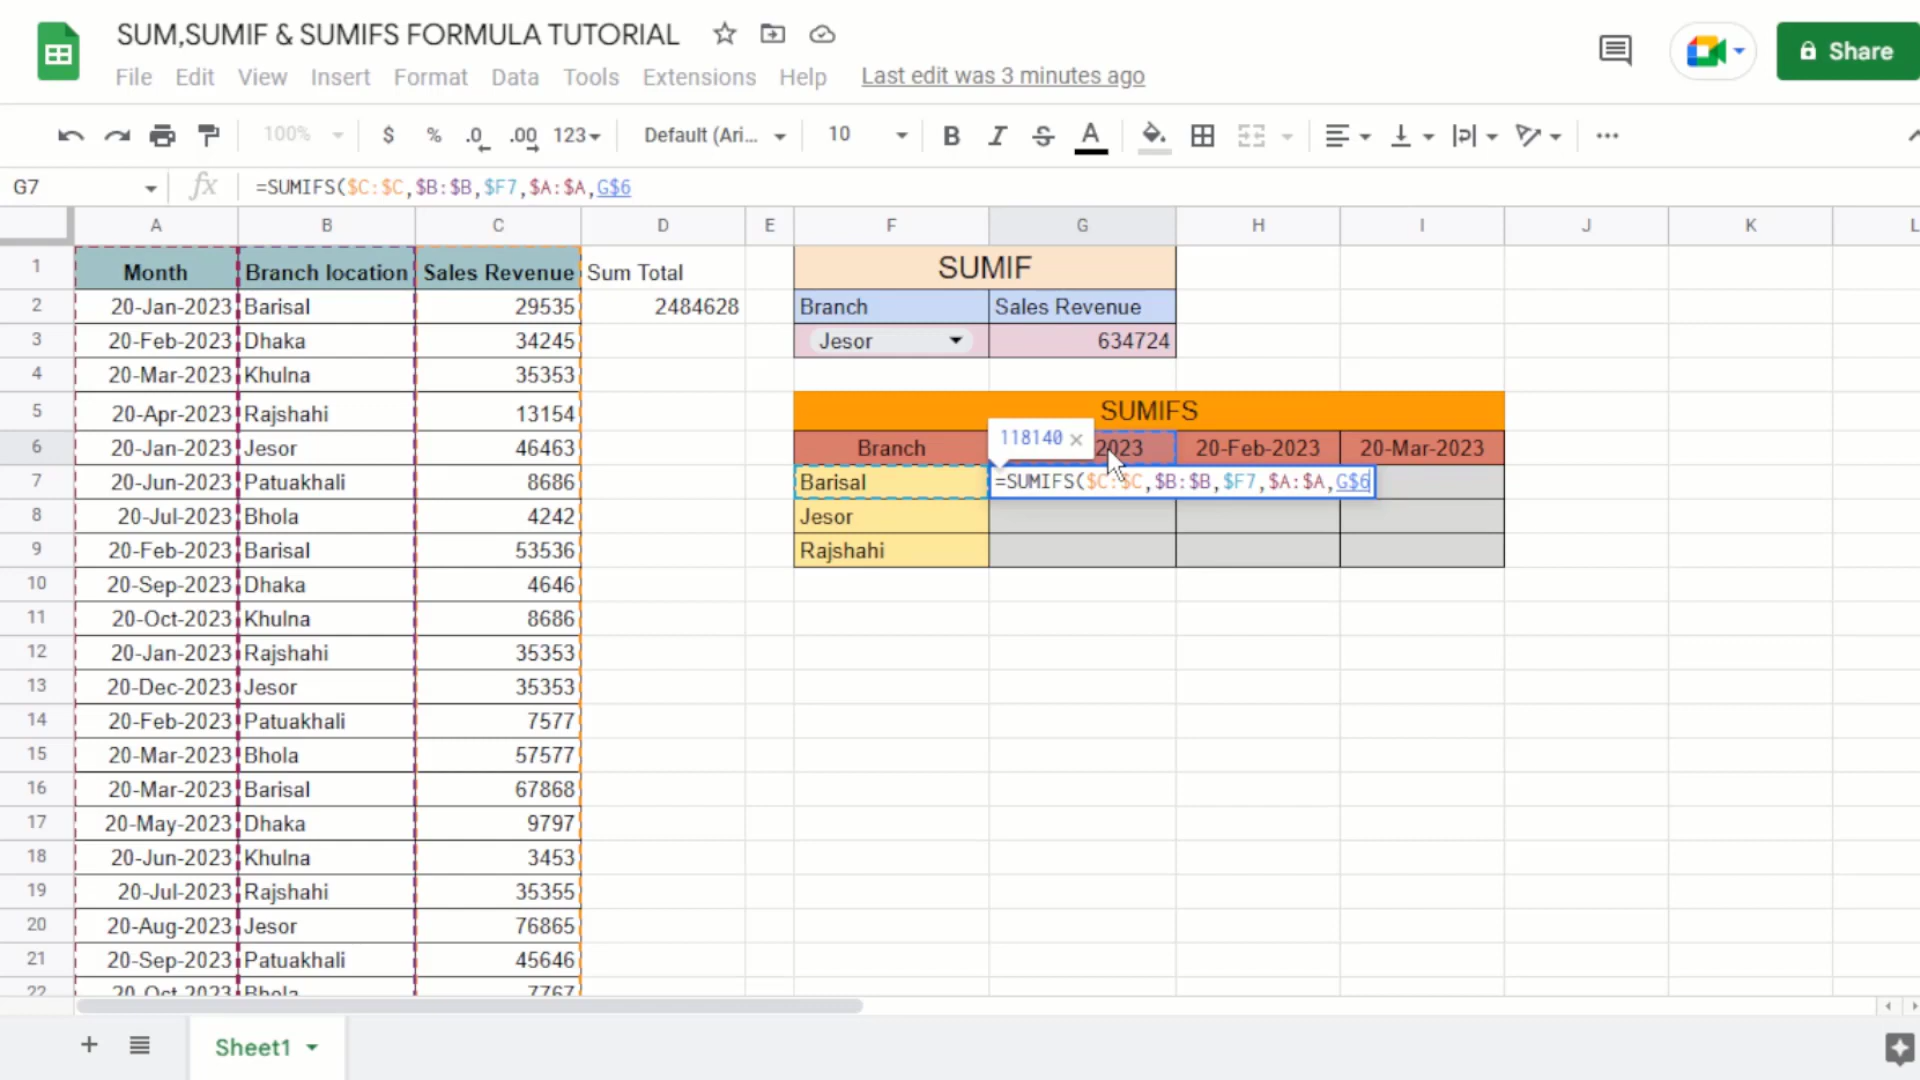 SUM,SUMIF & SUMIFS FORMULA TUTORIAL
File Edit View Insert Format Data Tools Extensions Help Last edit was 3 minutes ago
Share
100% $ % .0 .00 123 Default (Ari... 10 B I S A
G7 fx =SUMIFS($C:$C,$B:$B,$F7,$A:$A,G$6
A B C D E F G H I J K L
1 Month Branch location Sales Revenue Sum Total SUMIF
2 20-Jan-2023 Barisal 29535 2484628 Branch Sales Revenue
3 20-Feb-2023 Dhaka 34245 Jesor 634724
4 20-Mar-2023 Khulna 35353
5 20-Apr-2023 Rajshahi 13154 SUMIFS
118140 ×
6 20-Jan-2023 Jesor 46463 Branch 2023 20-Feb-2023 20-Mar-2023
7 20-Jun-2023 Patuakhali 8686 Barisal =SUMIFS($C:$C,$B:$B,$F7,$A:$A,G$6
8 20-Jul-2023 Bhola 4242 Jesor
9 20-Feb-2023 Barisal 53536 Rajshahi
10 20-Sep-2023 Dhaka 4646
11 20-Oct-2023 Khulna 8686
12 20-Jan-2023 Rajshahi 35353
13 20-Dec-2023 Jesor 35353
14 20-Feb-2023 Patuakhali 7577
15 20-Mar-2023 Bhola 57577
16 20-Mar-2023 Barisal 67868
17 20-May-2023 Dhaka 9797
18 20-Jun-2023 Khulna 3453
19 20-Jul-2023 Rajshahi 35355
20 20-Aug-2023 Jesor 76865
21 20-Sep-2023 Patuakhali 45646
22 20-Oct-2023 Bhola 7767
Sheet1